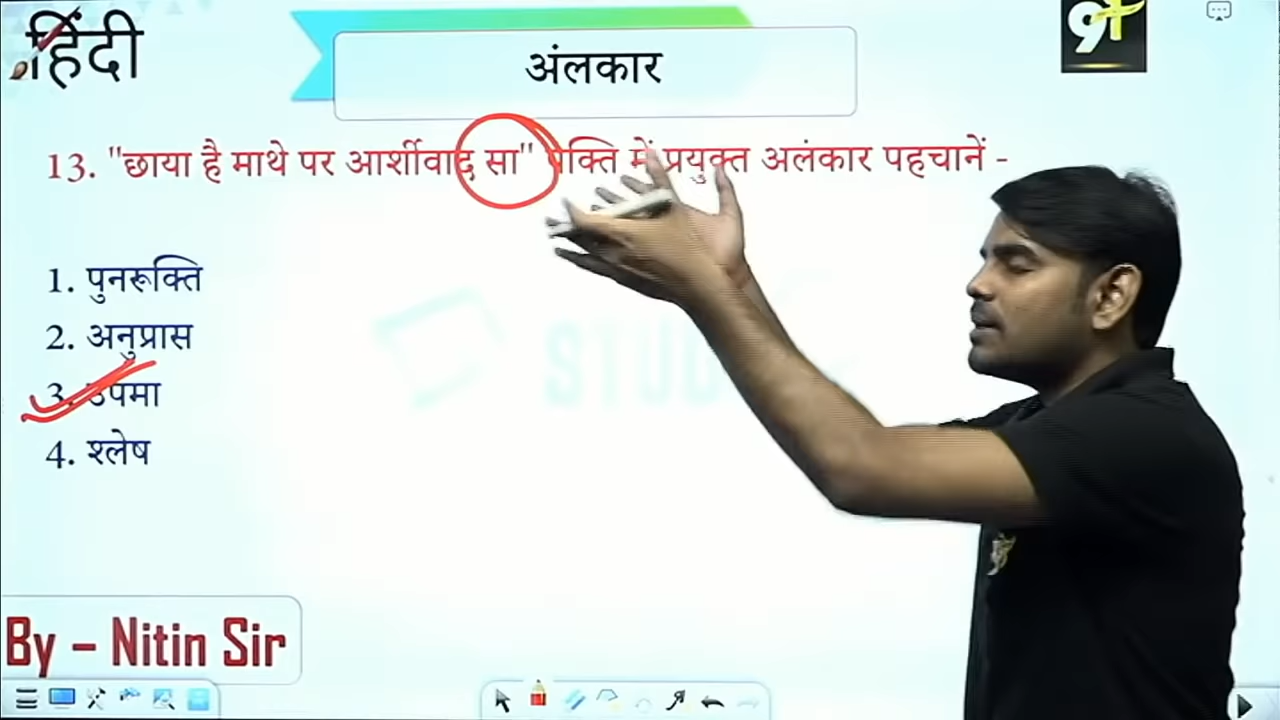 हिंदी
अंलकार
13. "छाया है माथे पर आर्शीवाद सा" पंक्ति में प्रयुक्त अलंकार पहचानें -
1. पुनरूक्ति
2. अनुप्रास
3. उपमा
4. श्लेष
By – Nitin Sir